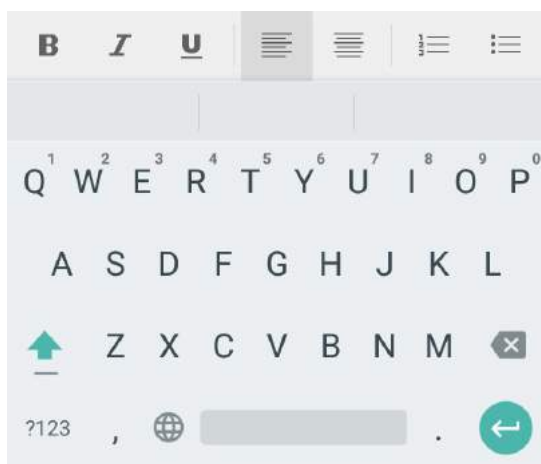 B I U
1 2 3 4 5 6 7 8 9 0
Q W E R T Y U I O P
A S D F G H J K L
Z X C V B N M
?123 , .